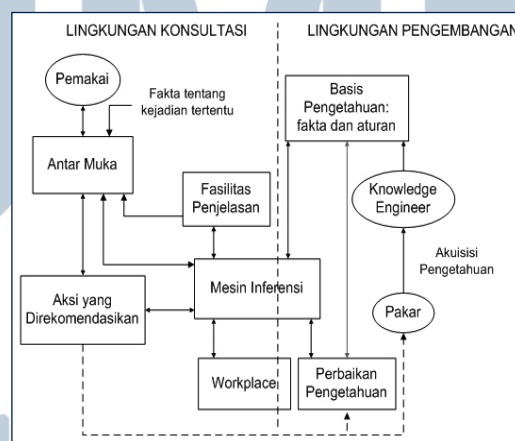 LINGKUNGAN KONSULTASI
LINGKUNGAN PENGEMBANGAN
Pemakai
Fakta tentang
kejadian tertentu
Basis
Pengetahuan:
fakta dan aturan
Antar Muka
Fasilitas
Penjelasan
Knowledge
Engineer
Akuisisi
Pengetahuan
Aksi yang
Direkomendasikan
Mesin Inferensi
Pakar
Workplace
Perbaikan
Pengetahuan